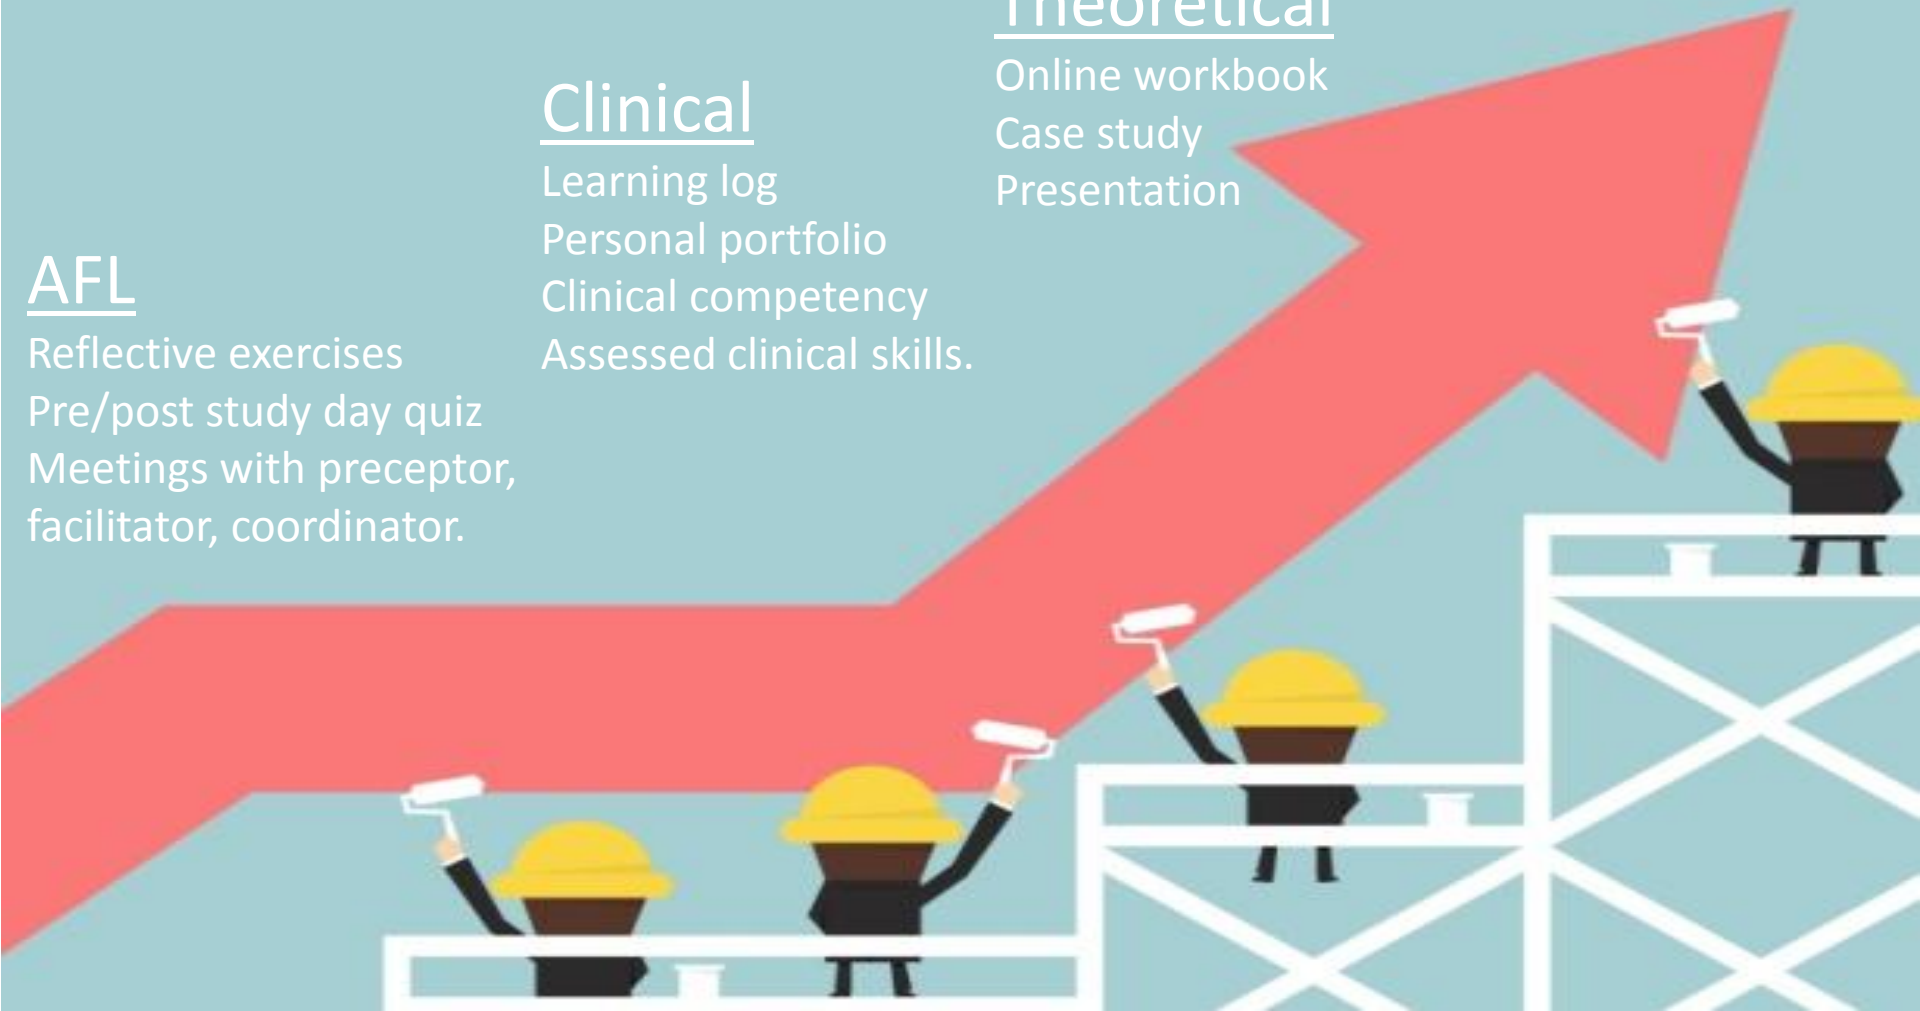 AFL
Reflective exercises
Pre/post study day quiz
Meetings with preceptor,
facilitator, coordinator.
Clinical
Learning log
Personal portfolio
Clinical competency
Assessed clinical skills.
Theoretical
Online workbook
Case study
Presentation